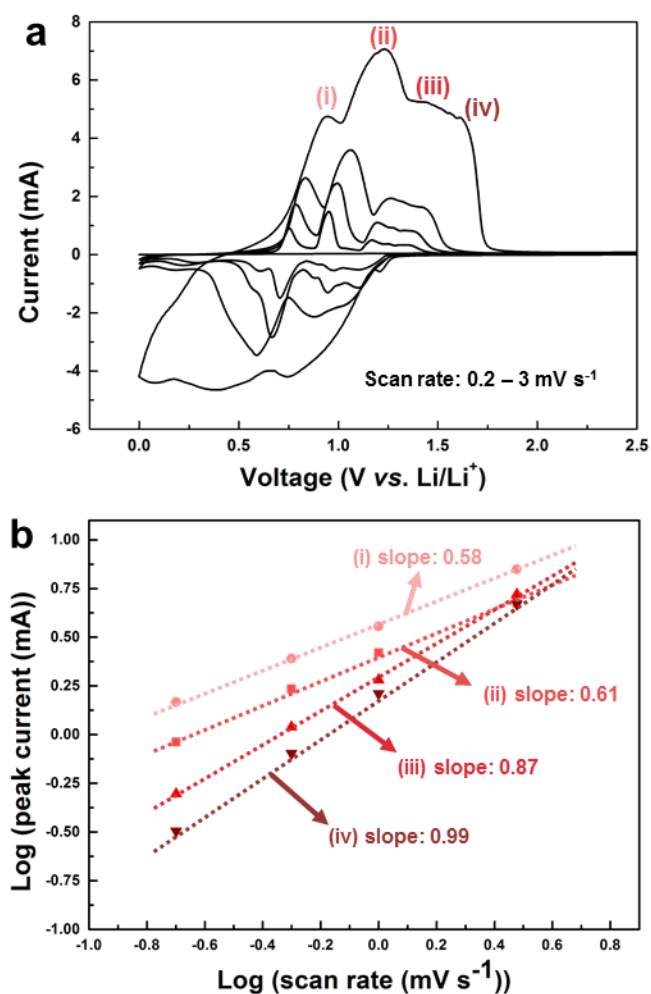 a
8
6
4
2
0
-2
-4
-6
Current (mA)
(i)
(ii)
(iii)
(iv)
Scan rate: 0.2 – 3 mV s⁻¹
0.0 0.5 1.0 1.5 2.0 2.5
Voltage (V vs. Li/Li⁺)
b
1.00
0.75
0.50
0.25
0.00
-0.25
-0.50
-0.75
-1.00
Log (peak current (mA))
(i) slope: 0.58
(ii) slope: 0.61
(iii) slope: 0.87
(iv) slope: 0.99
-1.0 -0.8 -0.6 -0.4 -0.2 0.0 0.2 0.4 0.6 0.8
Log (scan rate (mV s⁻¹))